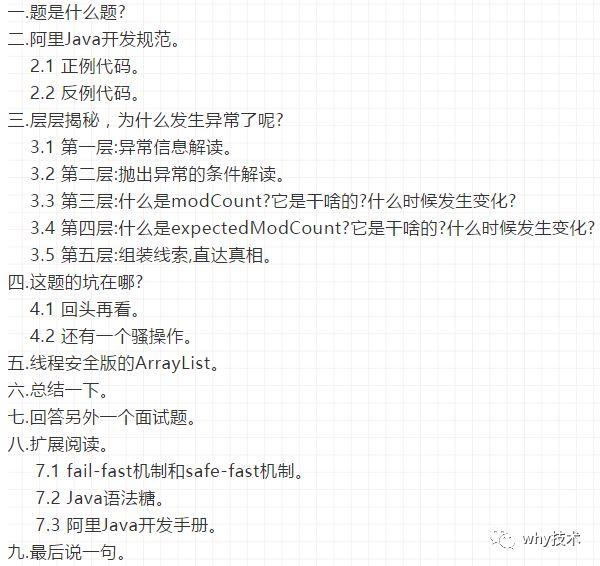 一.题是什么题?
二.阿里Java开发规范。
2.1 正例代码。
2.2 反例代码。
三.层层揭秘，为什么发生异常了呢?
3.1 第一层:异常信息解读。
3.2 第二层:抛出异常的条件解读。
3.3 第三层:什么是modCount?它是干啥的?什么时候发生变化?
3.4 第四层:什么是expectedModCount?它是干啥的?什么时候发生变化?
3.5 第五层:组装线索,直达真相。
四.这题的坑在哪?
4.1 回头再看。
4.2 还有一个骚操作。
五.线程安全版的ArrayList。
六.总结一下。
七.回答另外一个面试题。
八.扩展阅读。
7.1 fail-fast机制和safe-fast机制。
7.2 Java语法糖。
7.3 阿里Java开发手册。
九.最后说一句。
why技术